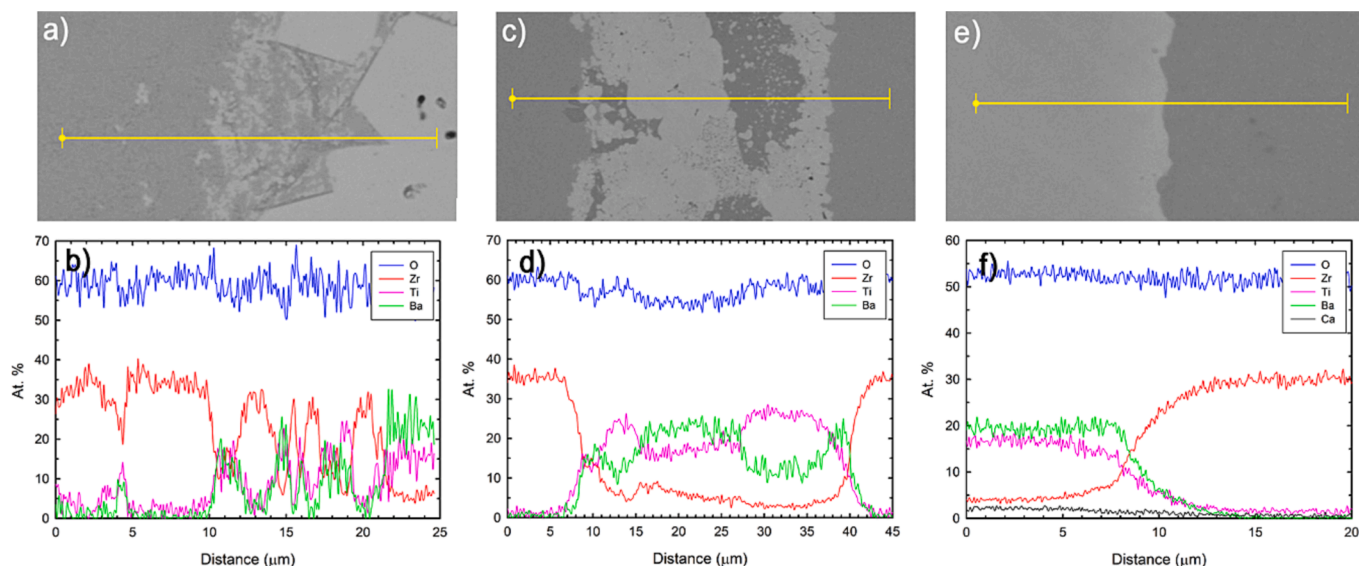 a)
c)
e)
b)
70
60
50
40
30
20
10
0
At. %
0 5 10 15 20 25
Distance (μm)
O
Zr
Ti
Ba
d)
70
60
50
40
30
20
10
0
At. %
0 5 10 15 20 25 30 35 40 45
Distance (μm)
O
Zr
Ti
Ba
f)
60
50
40
30
20
10
0
At. %
0 5 10 15 20
Distance (μm)
O
Zr
Ti
Ba
Ca